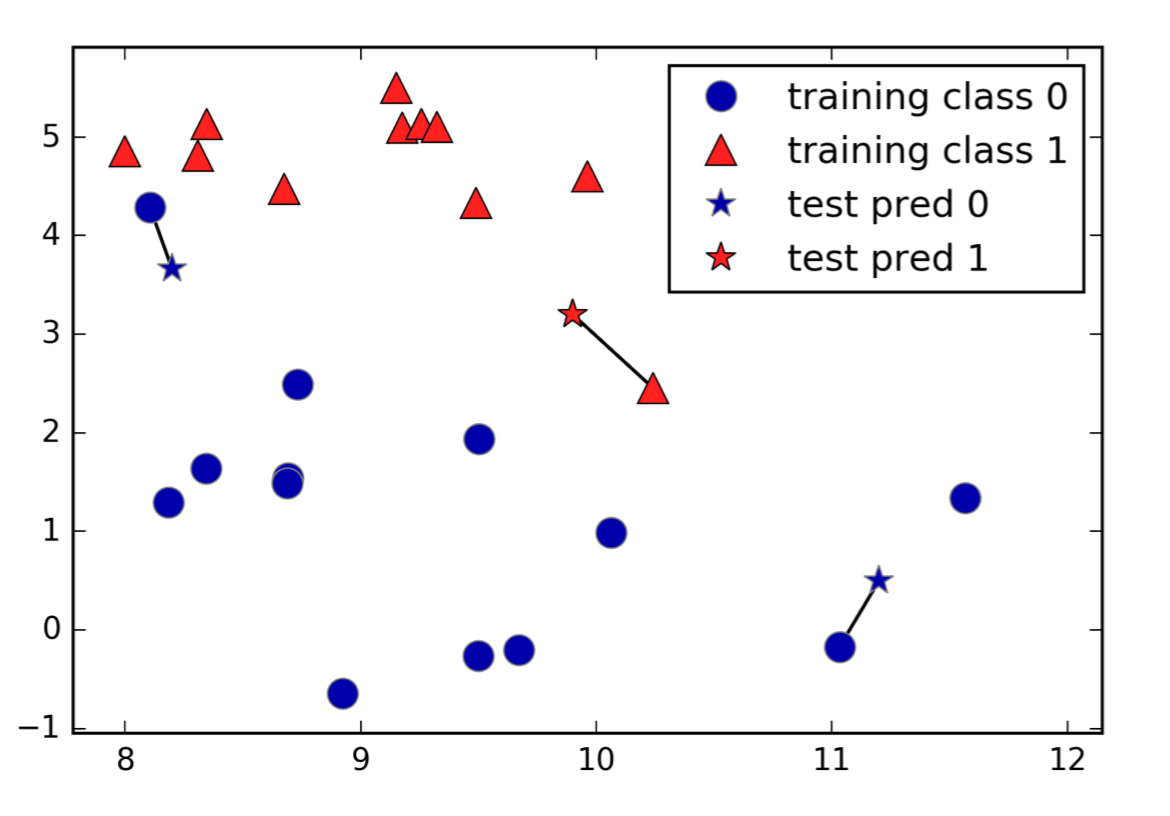 training class 0
training class 1
test pred 0
test pred 1
5
4
3
2
1
0
−1
8 9 10 11 12